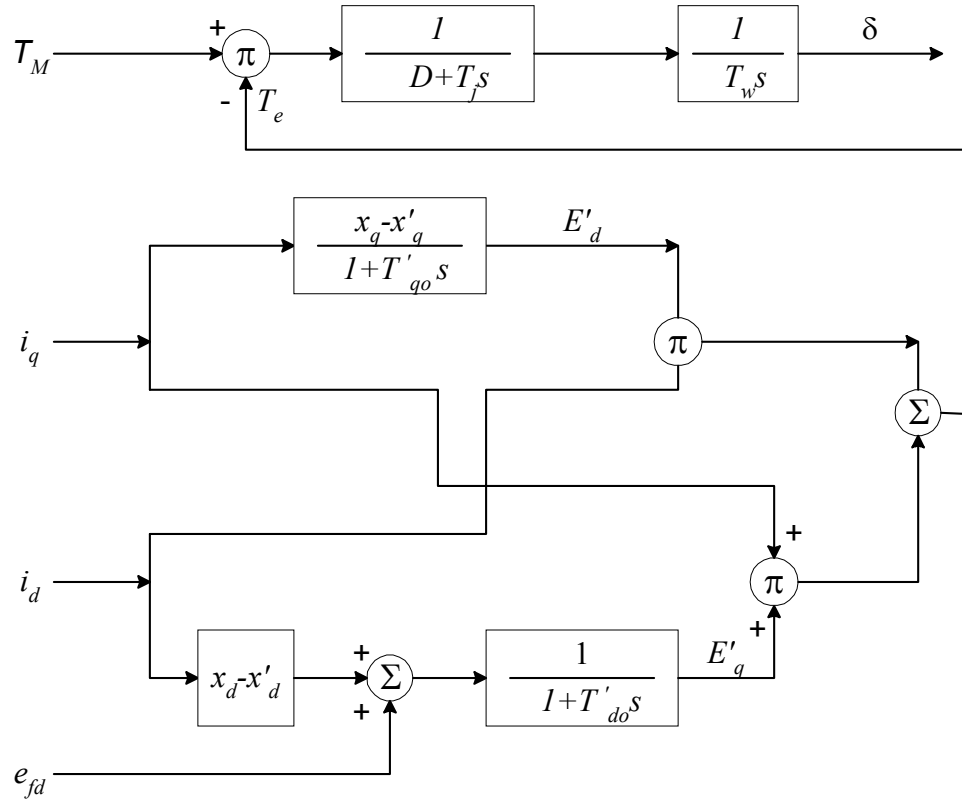 T_M
+
π
-
T_e
1
D+T_j s
1
T_w s
δ
x_q-x'_q
1+T'_qo s
E'_d
i_q
π
Σ
+
i_d
π
x_d-x'_d
+
Σ
+
1
1+T'_do s
E'_q
+
e_fd